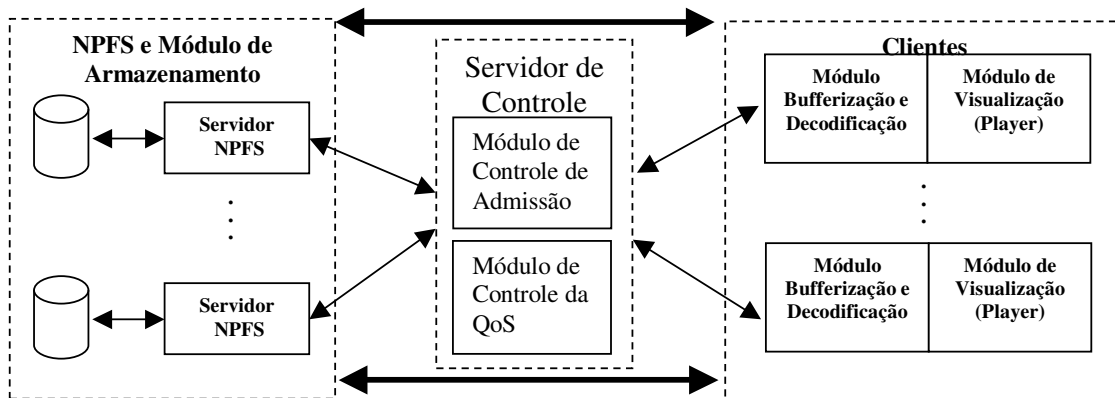 NPFS e Módulo de
Armazenamento
Servidor
NPFS
Servidor
NPFS
Servidor de
Controle
Módulo de
Controle de
Admissão
Módulo de
Controle da
QoS
Clientes
Módulo
Bufferização e
Decodificação
Módulo de
Visualização
(Player)
Módulo
Bufferização e
Decodificação
Módulo de
Visualização
(Player)